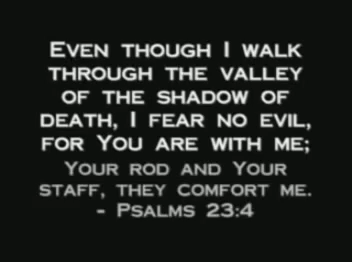 Even though I walk
through the valley
of the shadow of
death, I fear no evil,
for You are with me;
Your rod and Your
staff, they comfort me.
- Psalms 23:4